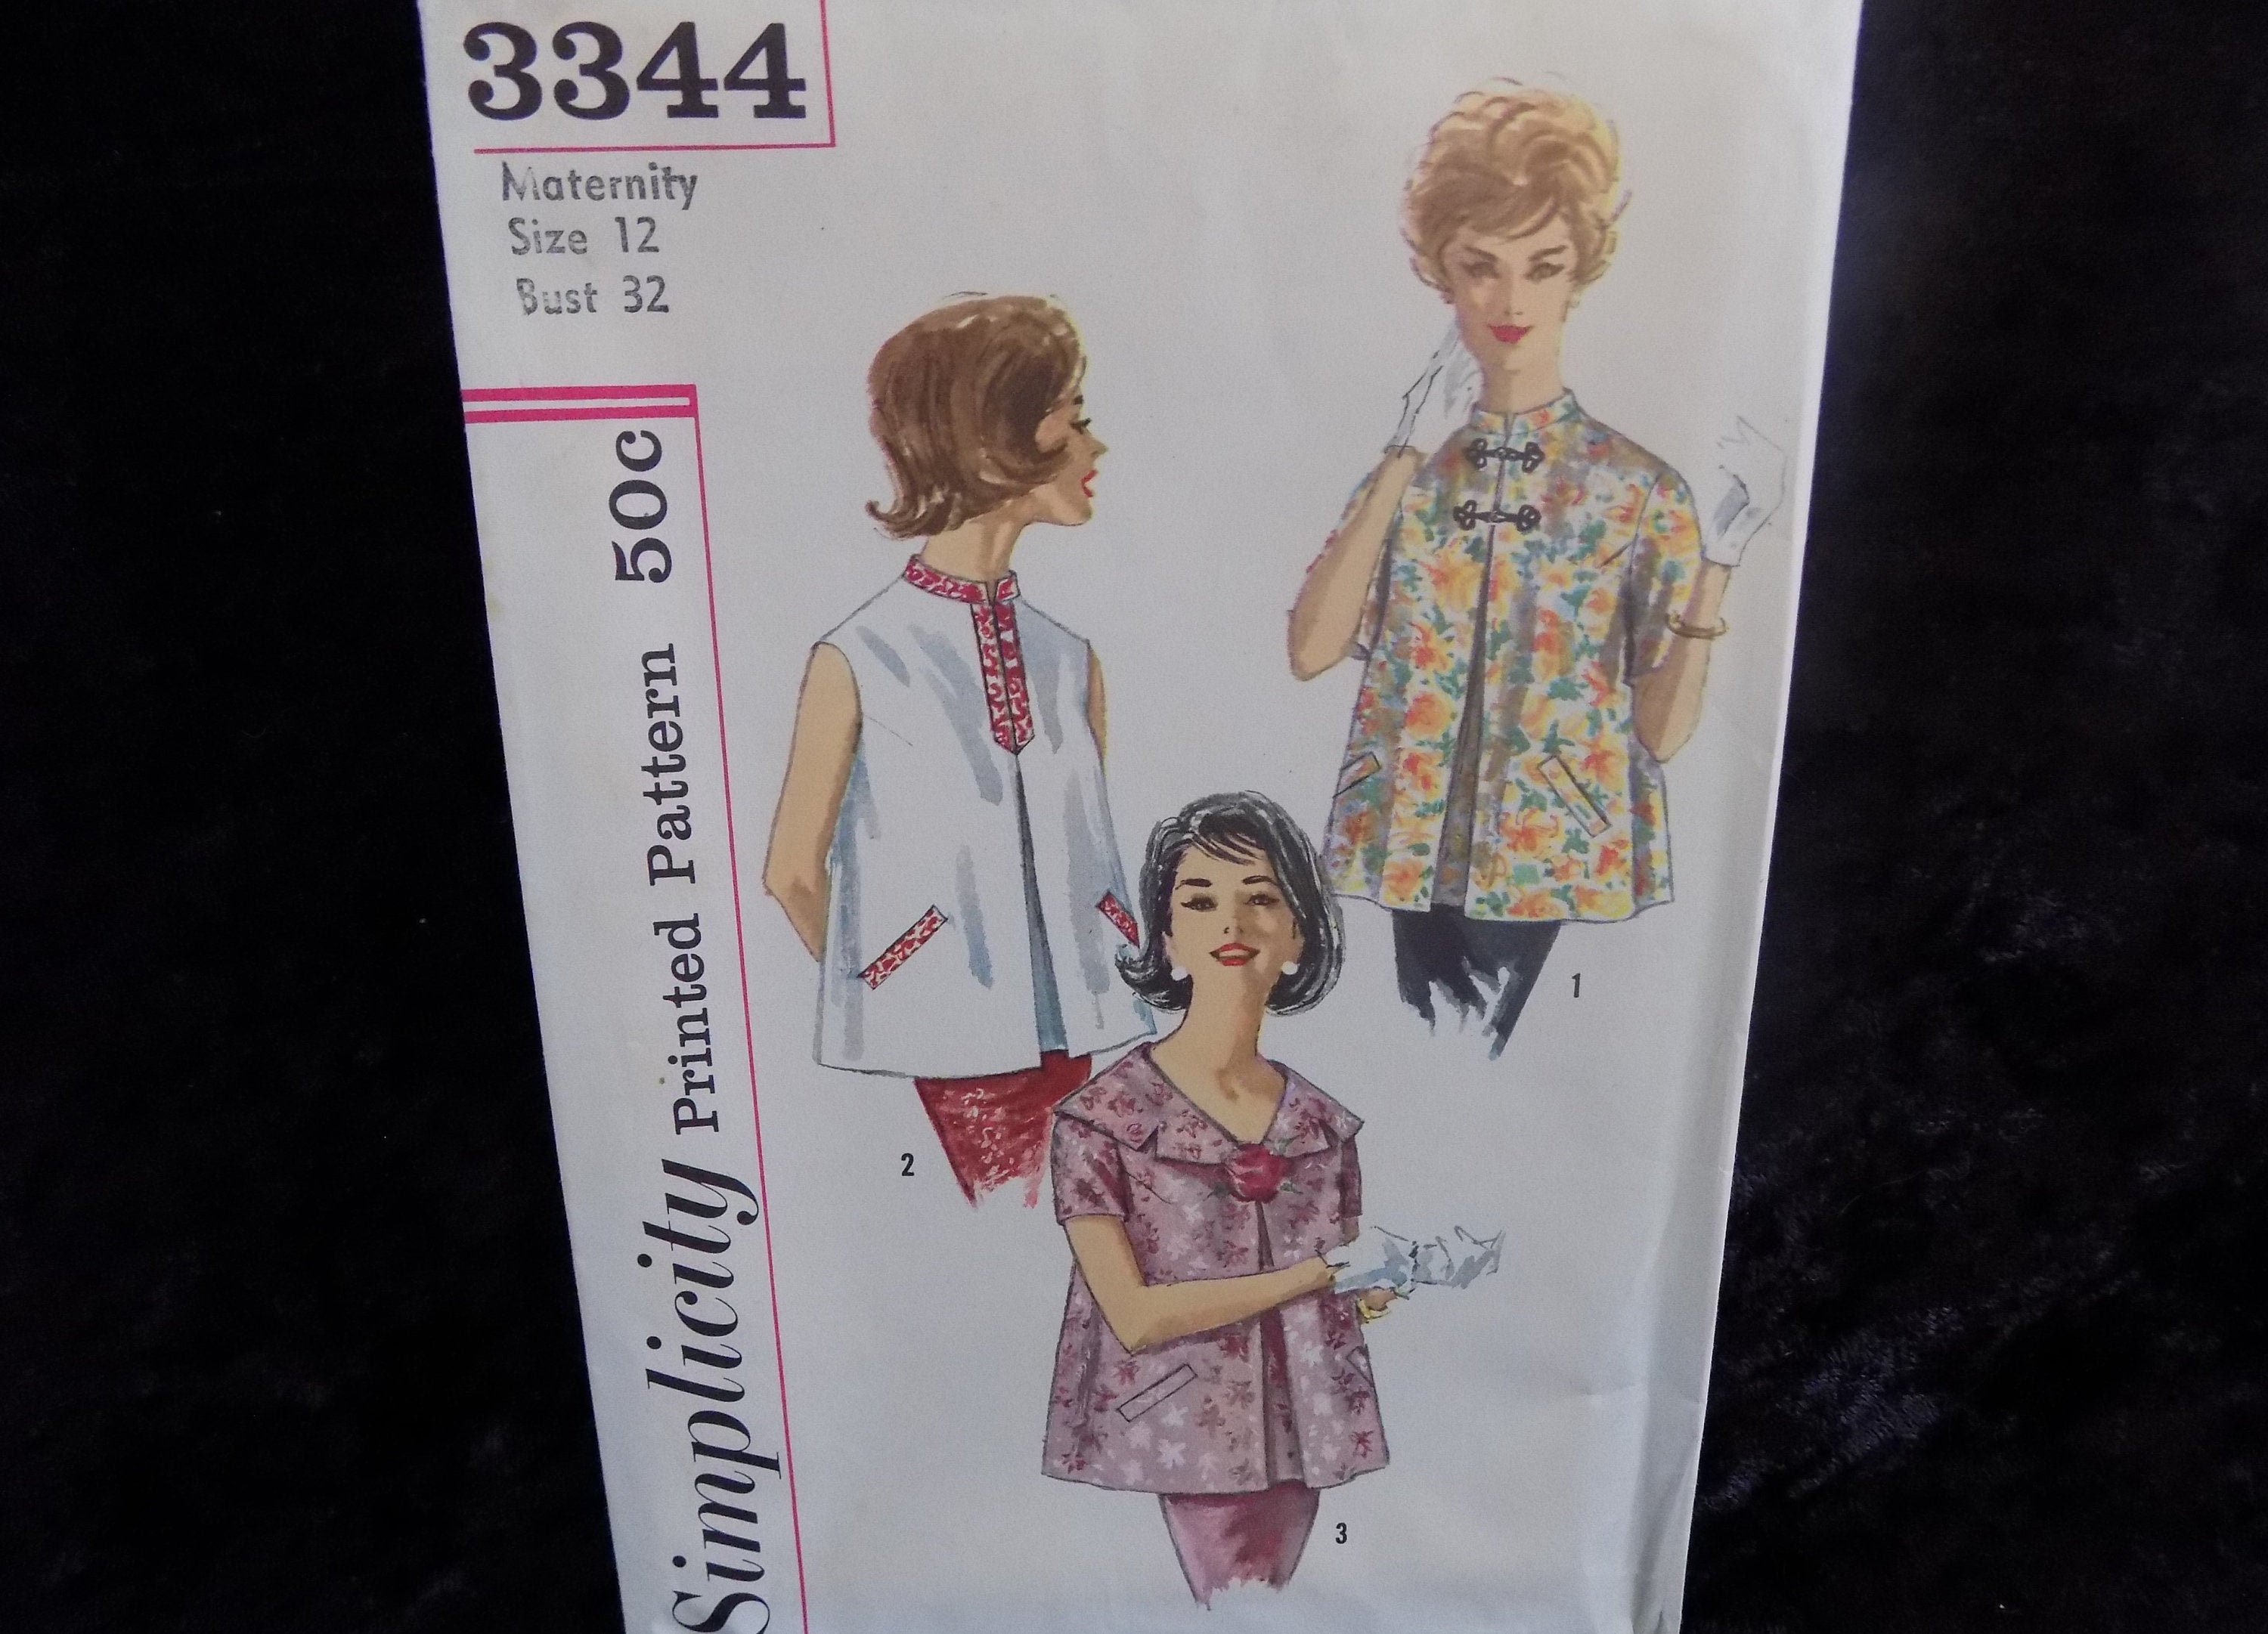 3344
Maternity
Size 12
Bust 32
Simplicity Printed Pattern 50c
1
2
3